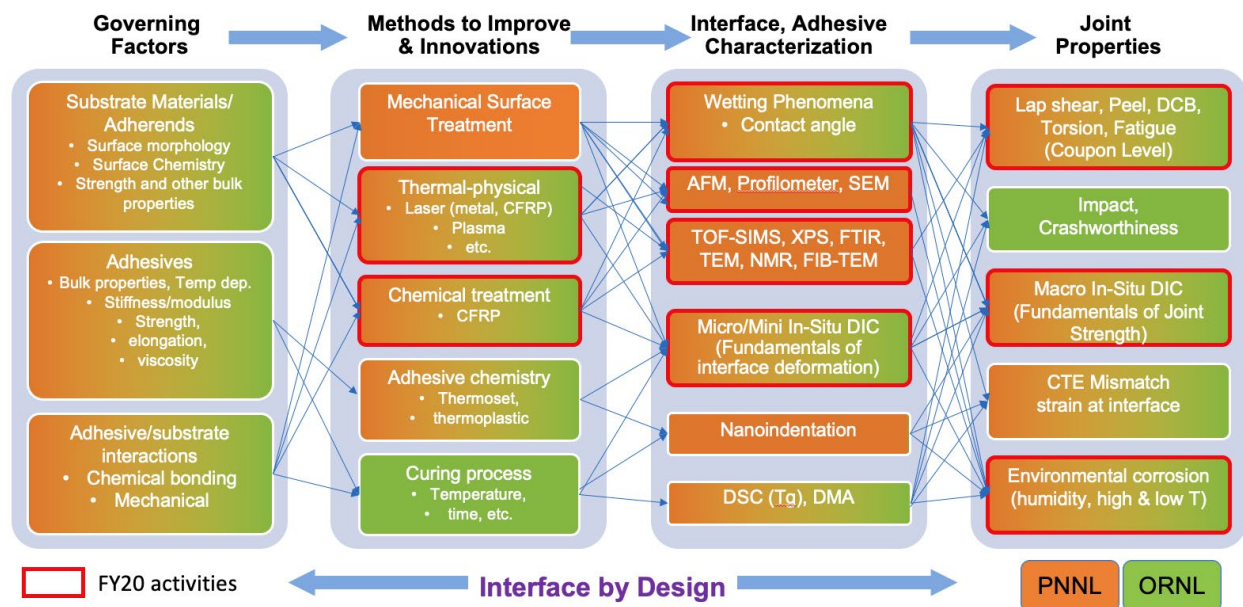 Governing
Factors
Methods to Improve
& Innovations
Interface, Adhesive
Characterization
Joint
Properties
Substrate Materials/
Adherends
• Surface morphology
• Surface Chemistry
• Strength and other bulk
properties
Adhesives
• Bulk properties, Temp dep.
• Stiffness/modulus
• Strength,
• elongation,
• viscosity
Adhesive/substrate
interactions
• Chemical bonding
• Mechanical
Mechanical Surface
Treatment
Thermal-physical
• Laser (metal, CFRP)
• Plasma
• etc.
Chemical treatment
• CFRP
Adhesive chemistry
• Thermoset,
• thermoplastic
Curing process
• Temperature,
• time, etc.
Wetting Phenomena
• Contact angle
AFM, Profilometer, SEM
TOF-SIMS, XPS, FTIR,
TEM, NMR, FIB-TEM
Micro/Mini In-Situ DIC
(Fundamentals of
interface deformation)
Nanoindentation
DSC (Tg), DMA
Lap shear, Peel, DCB,
Torsion, Fatigue
(Coupon Level)
Impact,
Crashworthiness
Macro In-Situ DIC
(Fundamentals of Joint
Strength)
CTE Mismatch
strain at interface
Environmental corrosion
(humidity, high & low T)
FY20 activities
Interface by Design
PNNL
ORNL